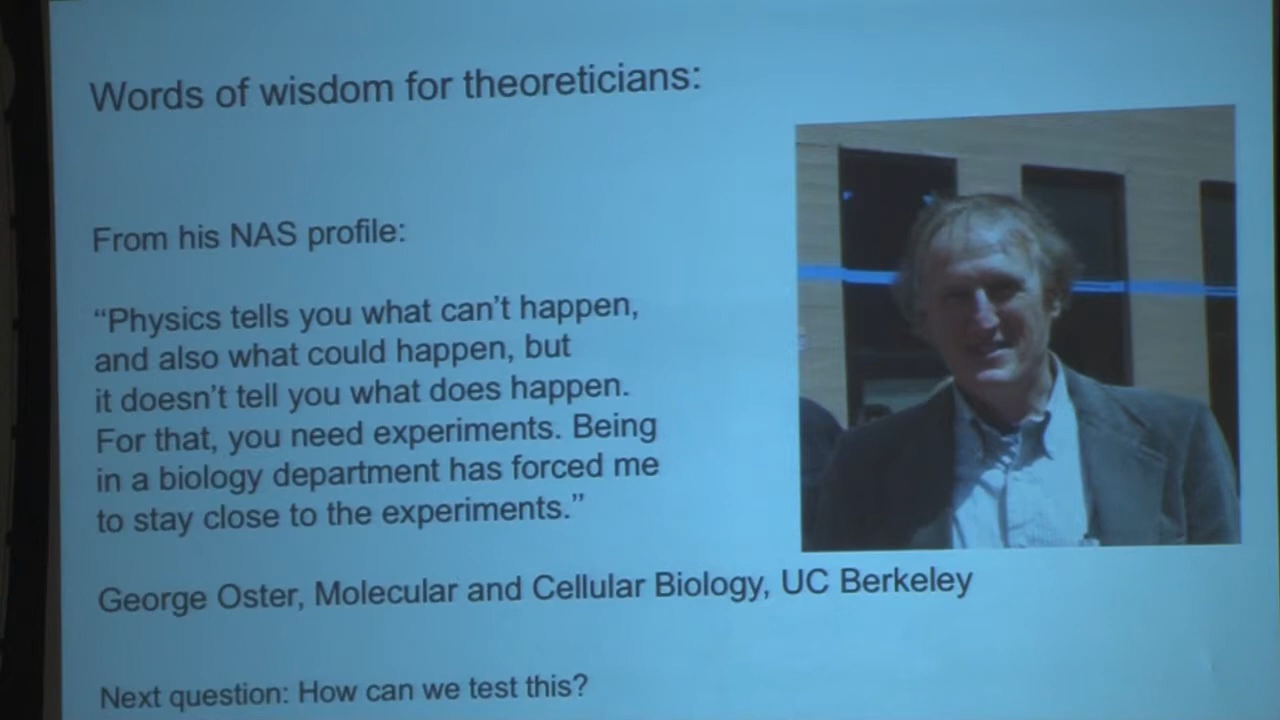 Words of wisdom for theoreticians:
From his NAS profile:
“Physics tells you what can’t happen,
and also what could happen, but
it doesn’t tell you what does happen.
For that, you need experiments. Being
in a biology department has forced me
to stay close to the experiments.”
George Oster, Molecular and Cellular Biology, UC Berkeley
Next question: How can we test this?